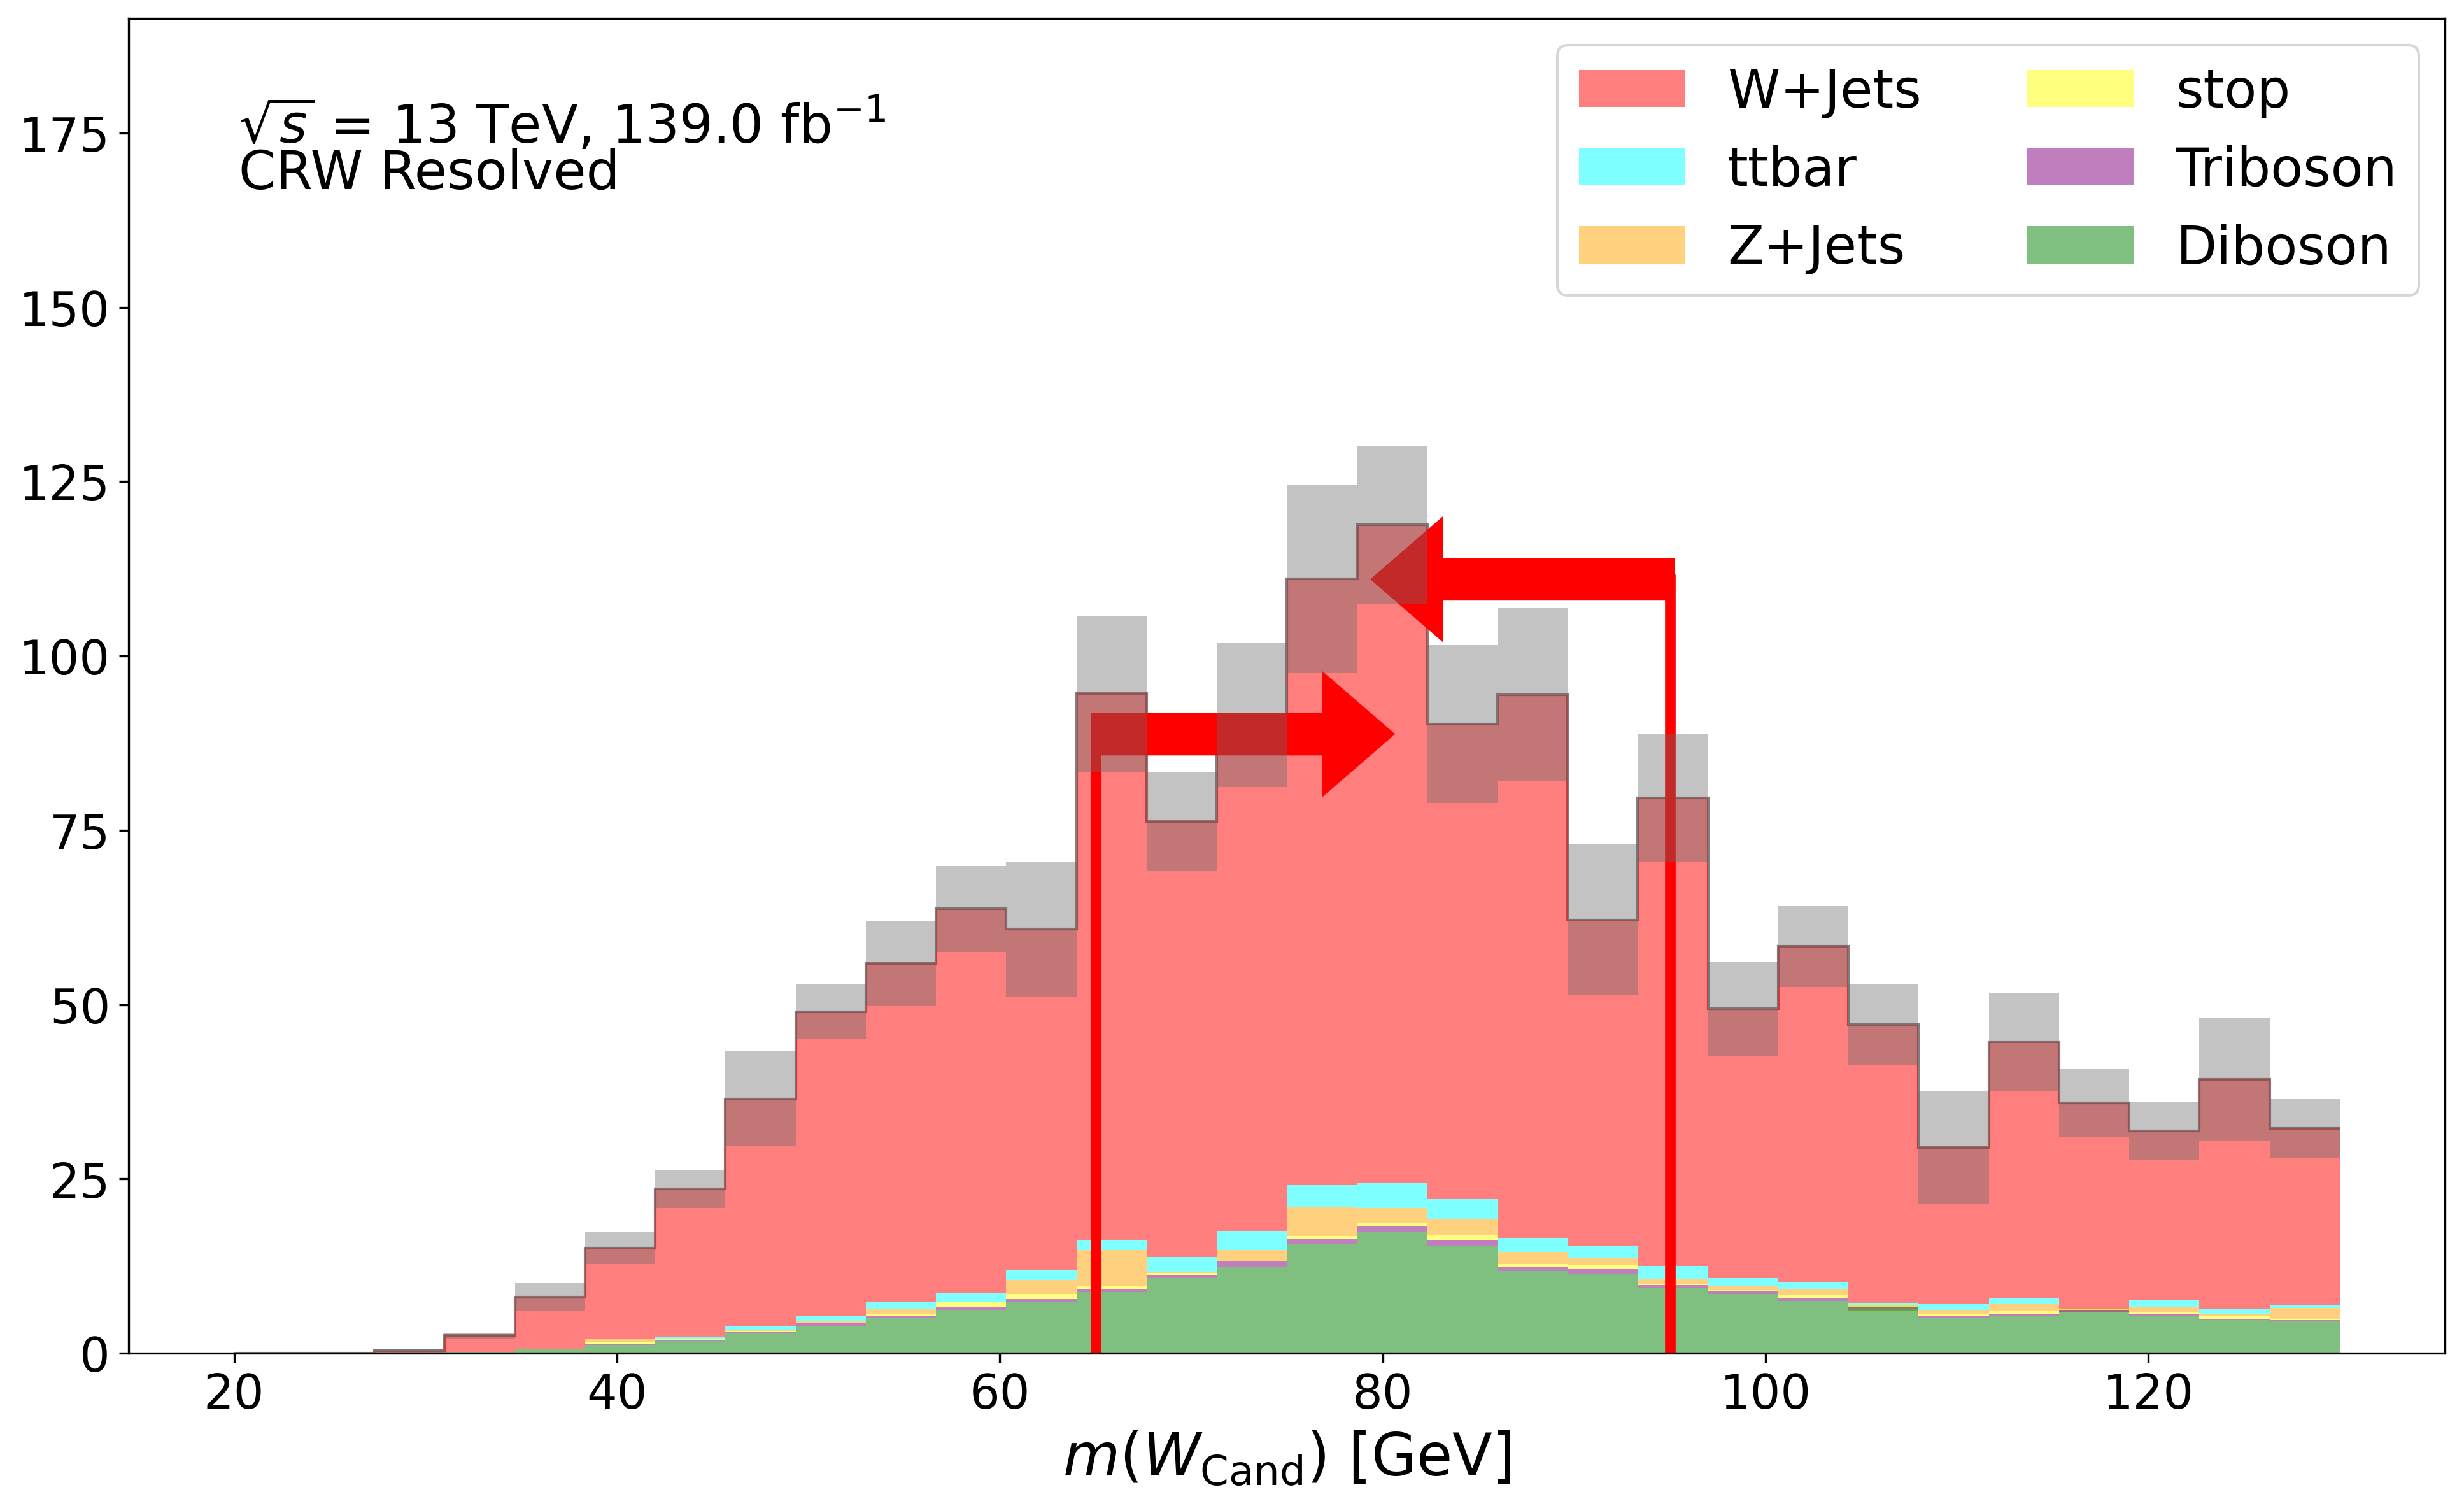 √s = 13 TeV, 139.0 fb⁻¹
CRW Resolved
W+Jets
ttbar
Z+Jets
stop
Triboson
Diboson
175
150
125
100
75
50
25
0
20 40 60 80 100 120
m(W_Cand) [GeV]